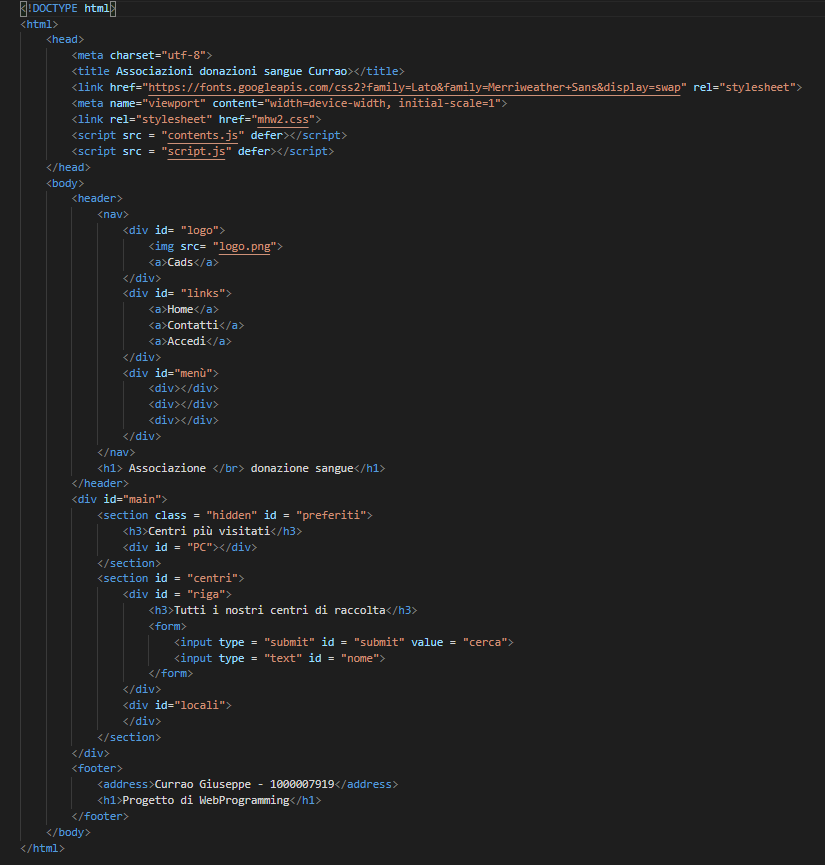 <!DOCTYPE html>
<html>
<head>
<meta charset="utf-8">
<title Associazioni donazioni sangue Currao></title>
<link href="https://fonts.googleapis.com/css2?family=Lato&family=Merriweather+Sans&display=swap" rel="stylesheet">
<meta name="viewport" content="width=device-width, initial-scale=1">
<link rel="stylesheet" href="mhw2.css">
<script src = "contents.js" defer></script>
<script src = "script.js" defer></script>
</head>
<body>
<header>
<nav>
<div id= "logo">
<img src= "logo.png">
<a>Cads</a>
</div>
<div id= "links">
<a>Home</a>
<a>Contatti</a>
<a>Accedi</a>
</div>
<div id="menù">
<div></div>
<div></div>
<div></div>
</div>
</nav>
<h1> Associazione </br> donazione sangue</h1>
</header>
<div id="main">
<section class = "hidden" id = "preferiti">
<h3>Centri più visitati</h3>
<div id = "PC"></div>
</section>
<section id = "centri">
<div id = "riga">
<h3>Tutti i nostri centri di raccolta</h3>
<form>
<input type = "submit" id = "submit" value = "cerca">
<input type = "text" id = "nome">
</form>
</div>
<div id="locali">
</div>
</section>
</div>
<footer>
<address>Currao Giuseppe - 1000007919</address>
<h1>Progetto di WebProgramming</h1>
</footer>
</body>
</html>